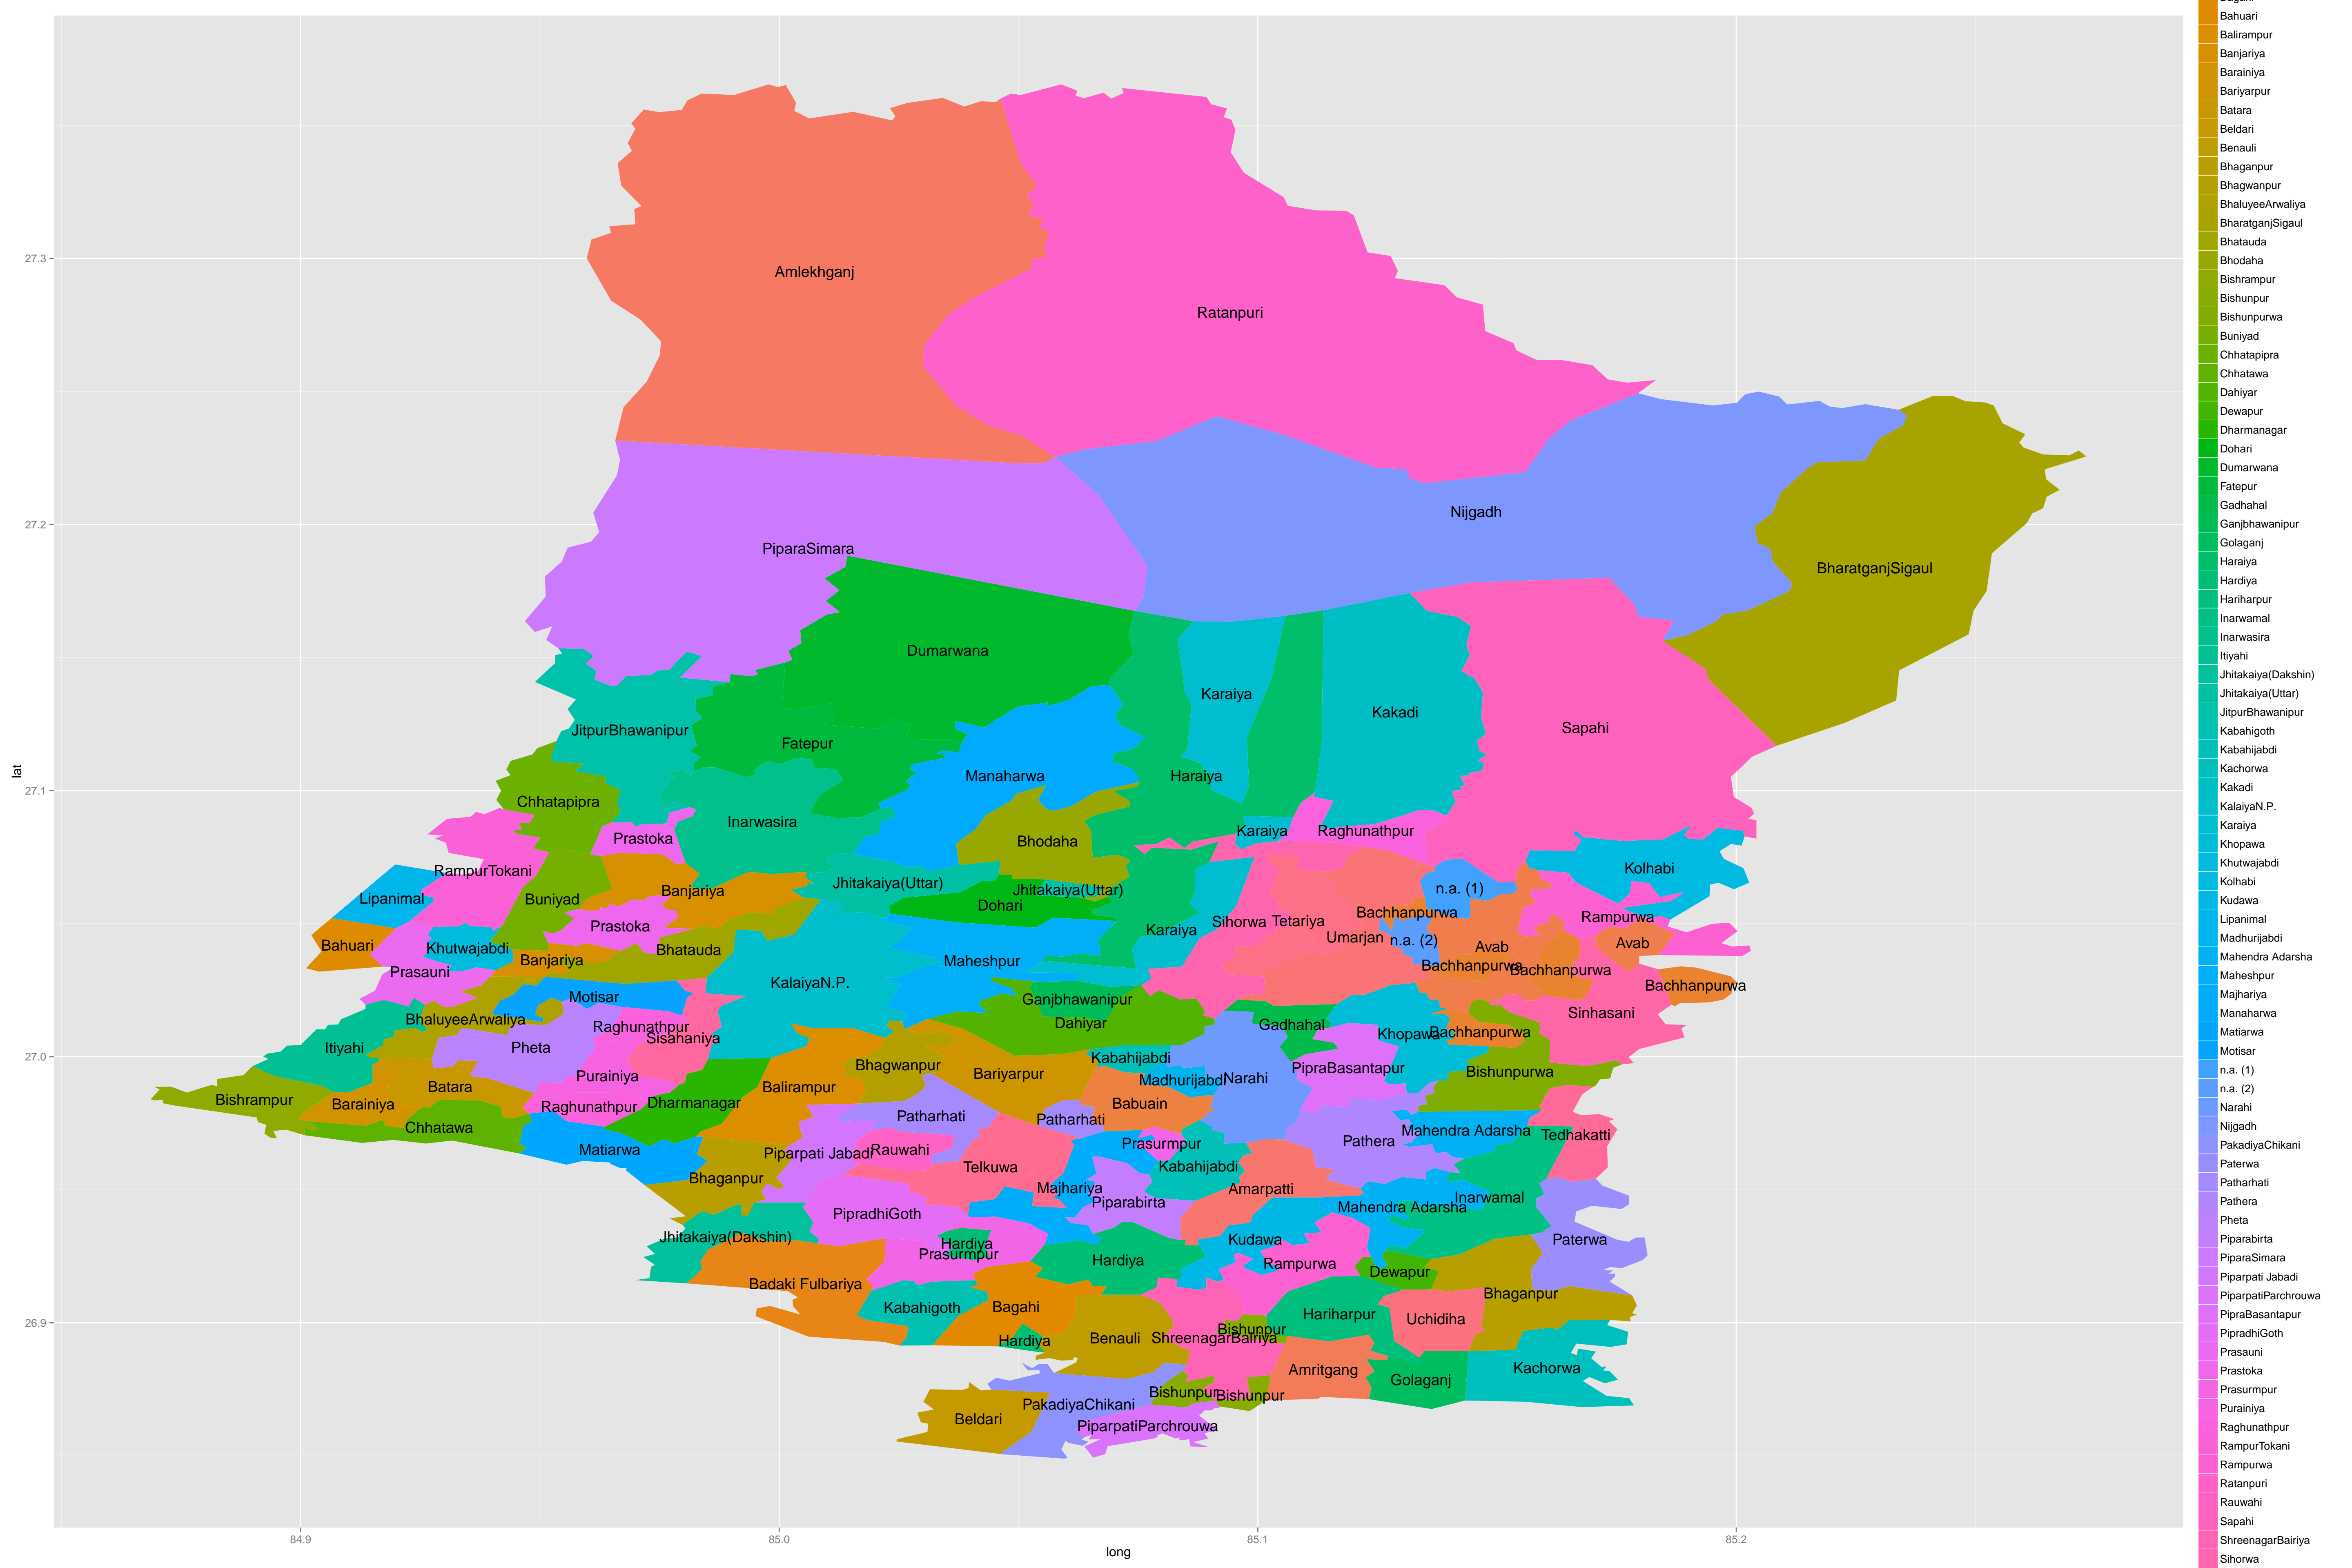 Amlekhganj
Ratanpuri
Nijgadh
PiparaSimara
BharatganjSigaul
Dumarwana
Karaiya
Kakadi
Sapahi
JitpurBhawanipur
Fatepur
Manaharwa
Haraiya
Chhatapipra
Inarwasira
Prastoka
Bhodaha
Karaiya
Raghunathpur
RampurTokani
Kolhabi
Lipanimal
Buniyad
Banjariya
Jhitakaiya(Uttar)
Jhitakaiya(Uttar)
n.a. (1)
Dohari
Bachhanpurwa
Rampurwa
Prastoka
Sihorwa
Tetariya
Karaiya
Umarjan
n.a. (2)
Avab
Avab
Bahuari
Khutwajabdi
Bhatauda
Banjariya
Maheshpur
Bachhanpurwa
Bachhanpurwa
Prasauni
KalaiyaN.P.
Bachhanpurwa
Motisar
Ganjbhawanipur
Sinhasani
BhaluyeeArwaliya
Raghunathpur
Dahiyar
Gadhahal
Sisahaniya
Khopawa
Bachhanpurwa
Itiyahi
Pheta
Bhagwanpur
Kabahijabdi
Bariyarpur
PipraBasantapur
Bishunpurwa
Purainiya
Madhurijabdi
Narahi
Batara
Balirampur
Bishrampur
Barainiya
Raghunathpur
Dharmanagar
Babuain
Chhatawa
Patharhati
Patharhati
Mahendra Adarsha
Tedhakatti
Matiarwa
Piparpati Jabadi
Rauwahi
Prasurmpur
Pathera
Telkuwa
Kabahijabdi
Bhaganpur
Majhariya
Amarpatti
Piparabirta
Inarwamal
Mahendra Adarsha
PipradhiGoth
Jhitakaiya(Dakshin)
Hardiya
Kudawa
Paterwa
Prasurmpur
Hardiya
Rampurwa
Dewapur
Badaki Fulbariya
Bhaganpur
Kabahigoth
Bagahi
Hariharpur
Uchidiha
Hardiya
Benauli
Bishunpur
ShreenagarBairiya
Amritgang
Golaganj
Kachorwa
Bishunpur
Bishunpur
Beldari
PakadiyaChikani
PiparpatiParchrouwa
27.3
27.2
27.1
27.0
26.9
lat
84.9
85.0
85.1
85.2
long
Bahuari
Balirampur
Banjariya
Barainiya
Bariyarpur
Batara
Beldari
Benauli
Bhaganpur
Bhagwanpur
BhaluyeeArwaliya
BharatganjSigaul
Bhatauda
Bhodaha
Bishrampur
Bishunpur
Bishunpurwa
Buniyad
Chhatapipra
Chhatawa
Dahiyar
Dewapur
Dharmanagar
Dohari
Dumarwana
Fatepur
Gadhahal
Ganjbhawanipur
Golaganj
Haraiya
Hardiya
Hariharpur
Inarwamal
Inarwasira
Itiyahi
Jhitakaiya(Dakshin)
Jhitakaiya(Uttar)
JitpurBhawanipur
Kabahigoth
Kabahijabdi
Kachorwa
Kakadi
KalaiyaN.P.
Karaiya
Khopawa
Khutwajabdi
Kolhabi
Kudawa
Lipanimal
Madhurijabdi
Mahendra Adarsha
Maheshpur
Majhariya
Manaharwa
Matiarwa
Motisar
n.a. (1)
n.a. (2)
Narahi
Nijgadh
PakadiyaChikani
Paterwa
Patharhati
Pathera
Pheta
Piparabirta
PiparaSimara
Piparpati Jabadi
PiparpatiParchrouwa
PipraBasantapur
PipradhiGoth
Prasauni
Prastoka
Prasurmpur
Purainiya
Raghunathpur
RampurTokani
Rampurwa
Ratanpuri
Rauwahi
Sapahi
ShreenagarBairiya
Sihorwa